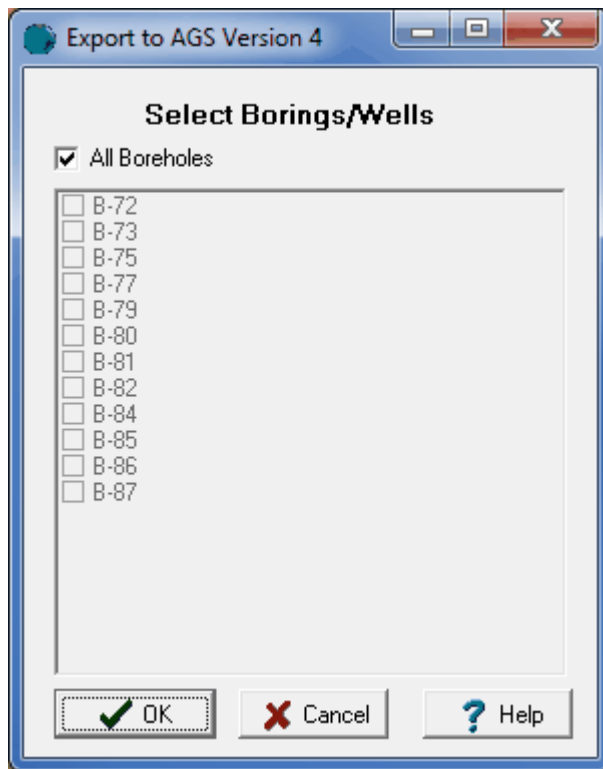 Export to AGS Version 4
Select Borings/Wells
All Boreholes
B-72
B-73
B-75
B-77
B-79
B-80
B-81
B-82
B-84
B-85
B-86
B-87
OK
Cancel
Help